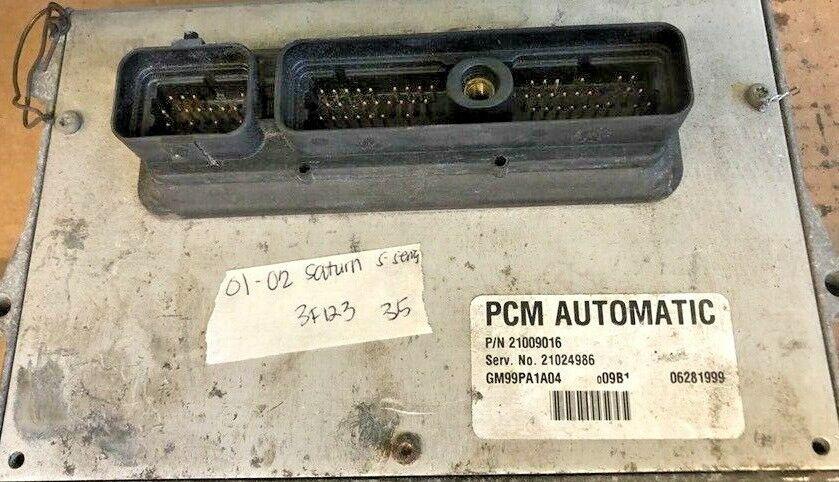 01-02 Saturn S-Series
3F123 35
PCM AUTOMATIC
P/N 21009016
Serv. No. 21024986
GM99PA1A04 009B1 06281999